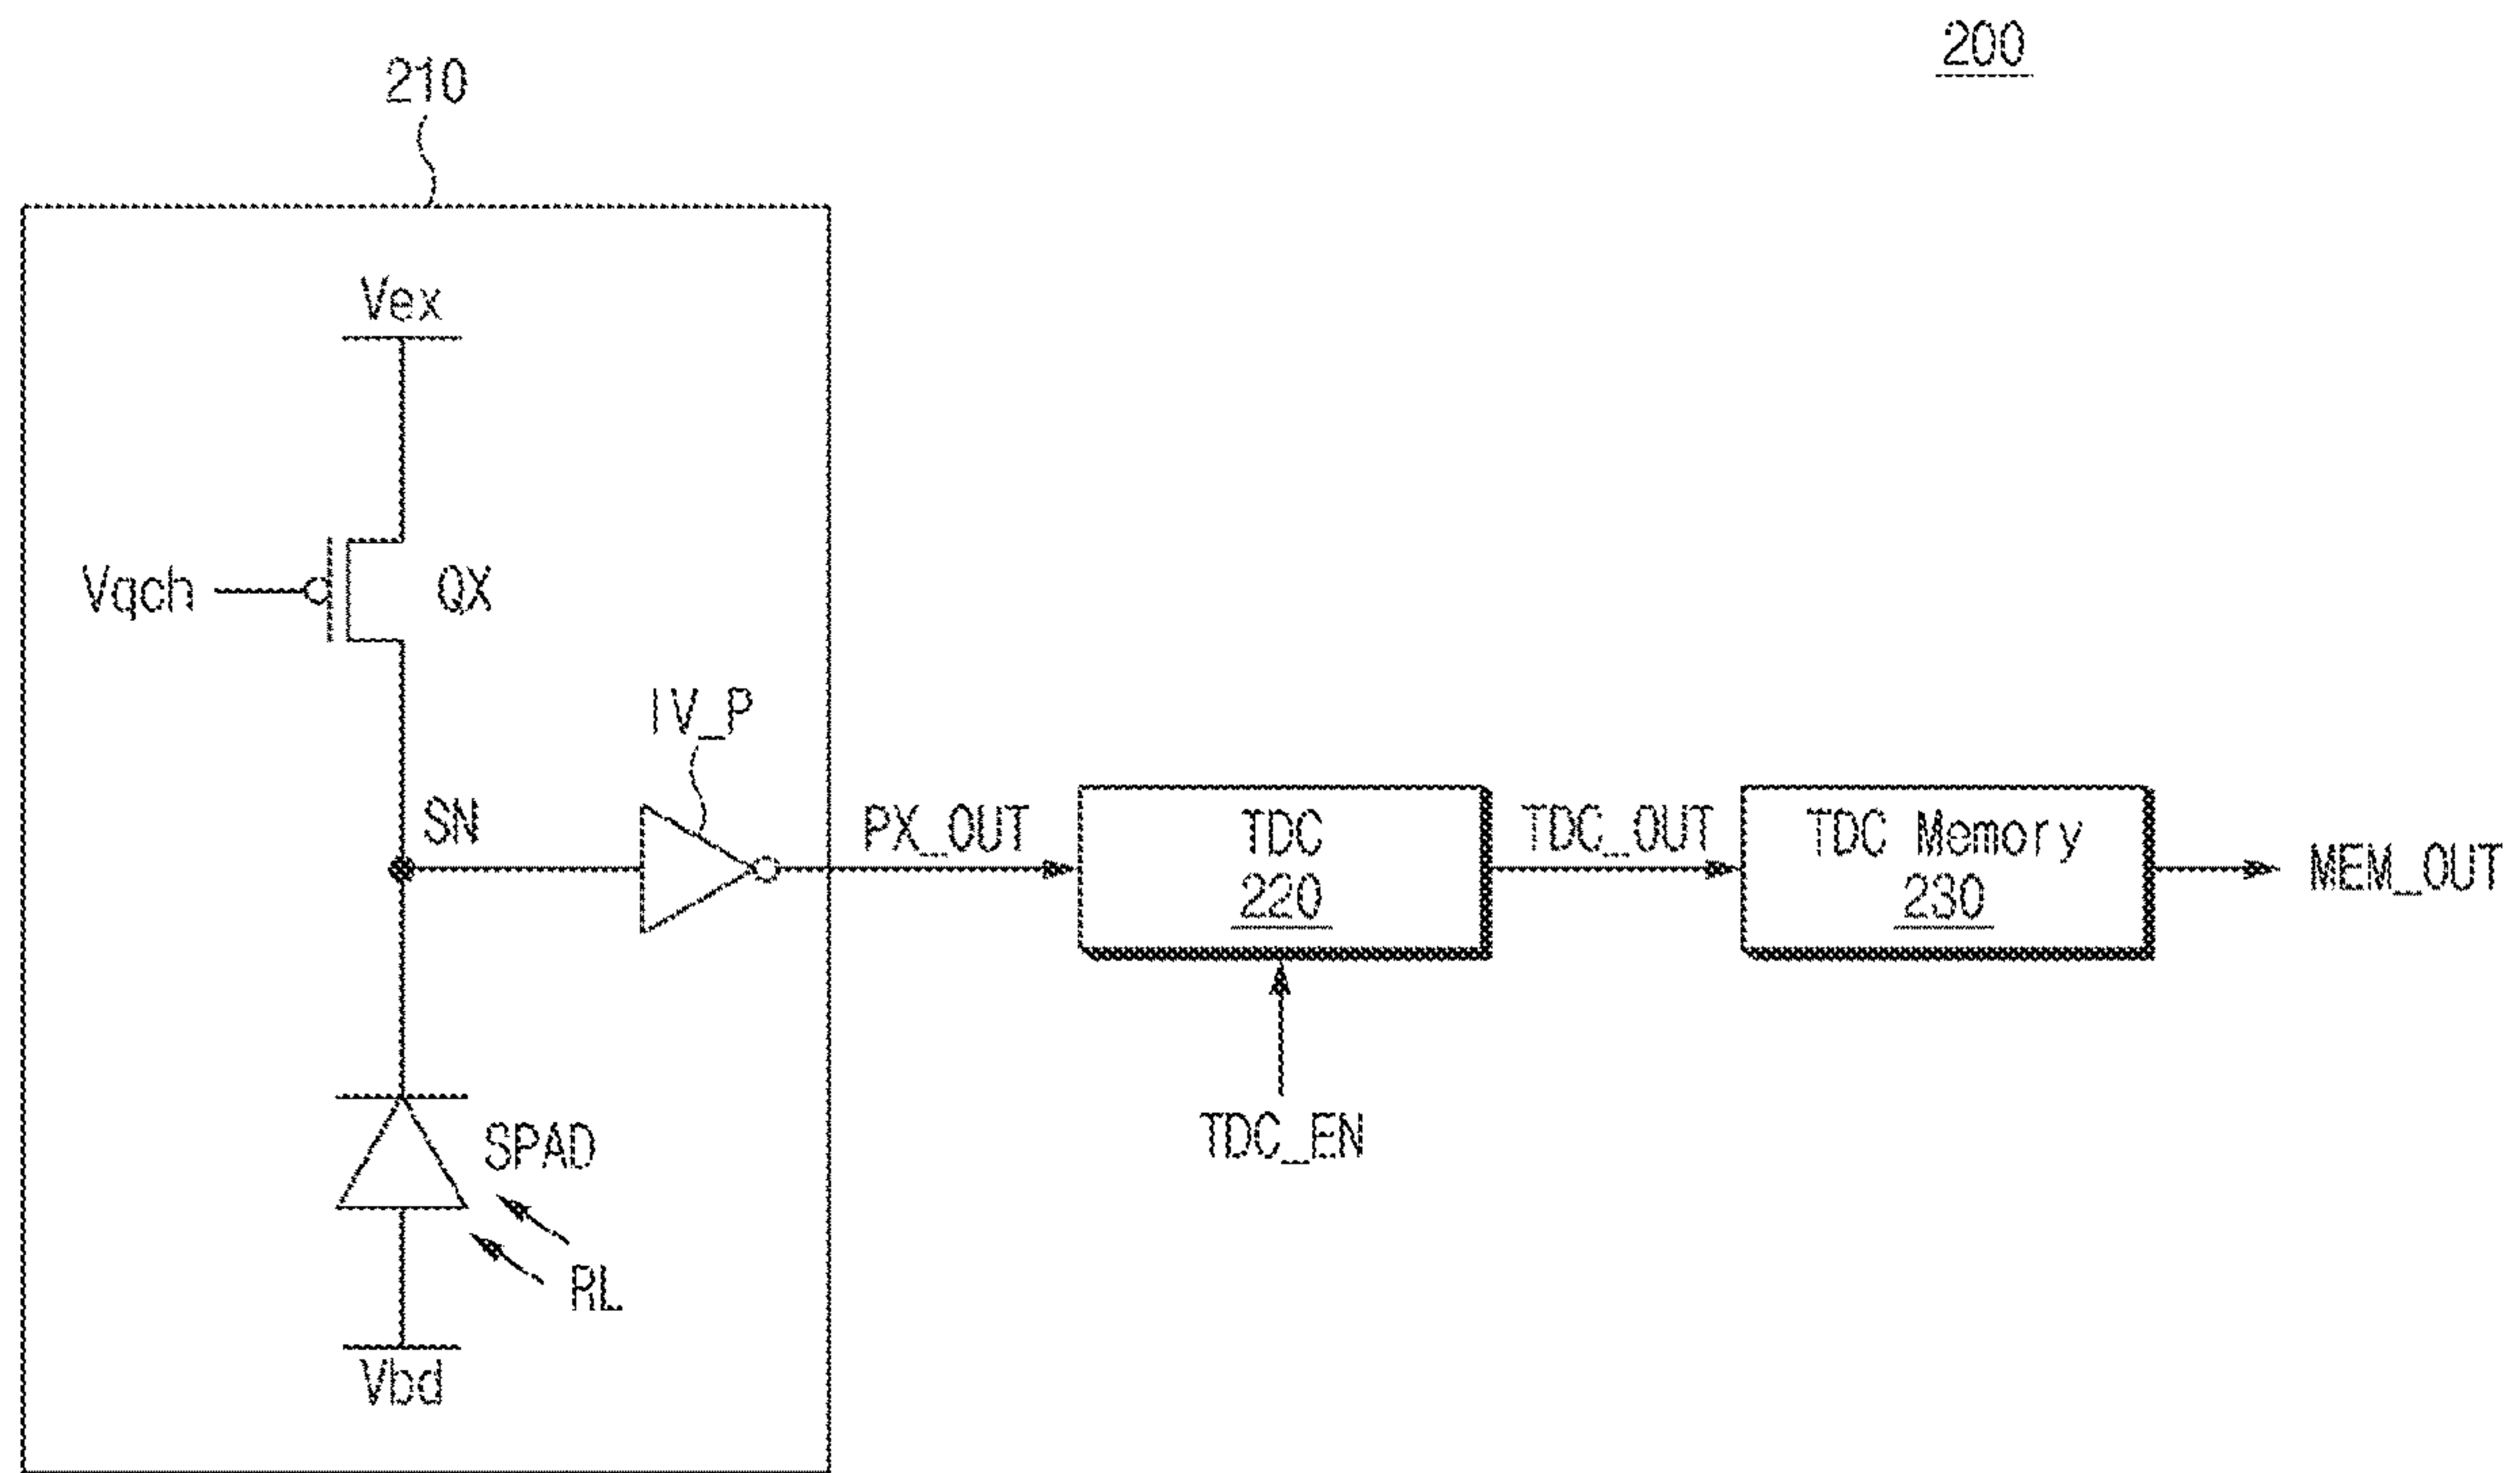 200
210
Vex
Vqch
QX
IV_P
SN
PX_OUT
TDC
220
TDC_OUT
TDC Memory
230
MEM_OUT
TDC_EN
SPAD
RL
Vbd